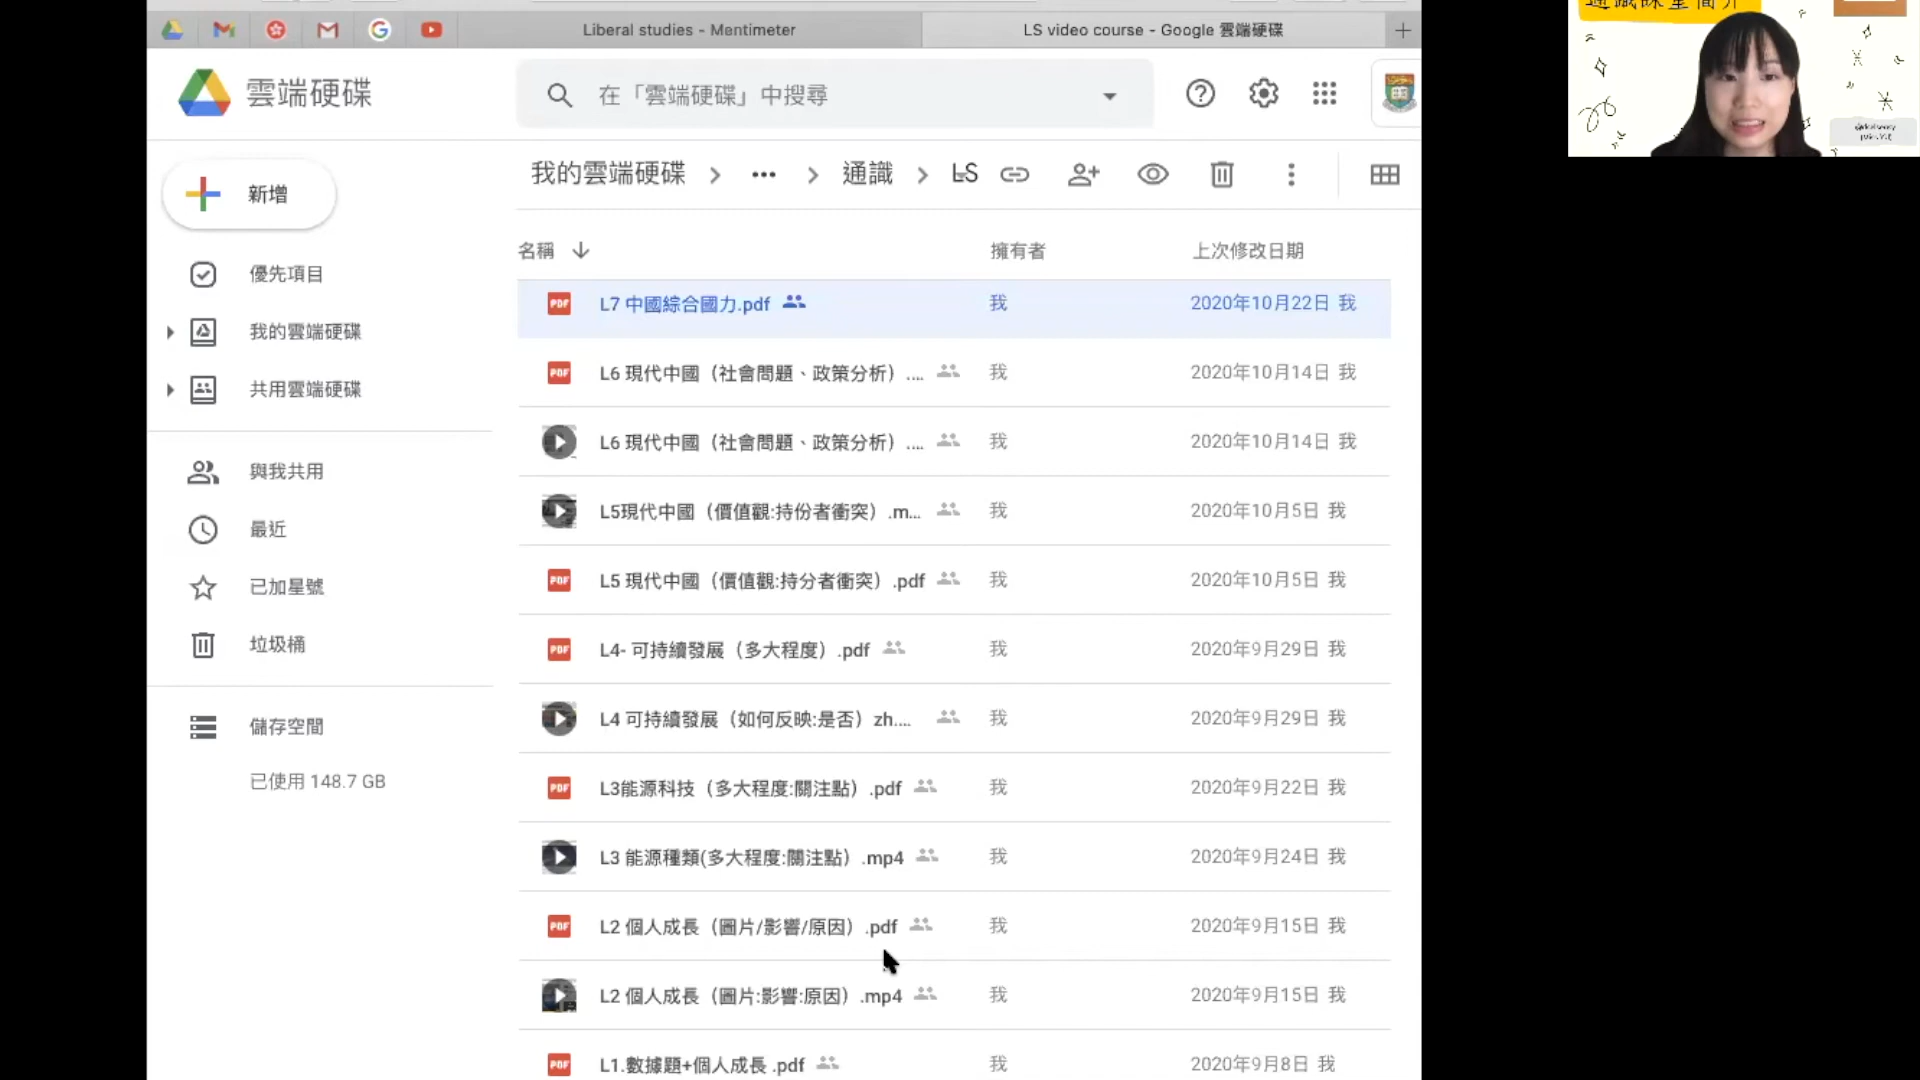 Liberal studies - Mentimeter
LS video course - Google 雲端硬碟
通識課堂簡介
雲端硬碟
在「雲端硬碟」中搜尋
我的雲端硬碟 › ••• › 通識 › LS
新增
名稱 擁有者 上次修改日期
優先項目
我的雲端硬碟
共用雲端硬碟
與我共用
最近
已加星號
垃圾桶
儲存空間
已使用 148.7 GB
PDF L7 中國綜合國力.pdf 我 2020年10月22日 我
PDF L6 現代中國（社會問題、政策分析）.... 我 2020年10月14日 我
L6 現代中國（社會問題、政策分析）.... 我 2020年10月14日 我
L5現代中國（價值觀:持份者衝突）.m... 我 2020年10月5日 我
PDF L5 現代中國（價值觀:持分者衝突）.pdf 我 2020年10月5日 我
PDF L4- 可持續發展（多大程度）.pdf 我 2020年9月29日 我
L4 可持續發展（如何反映:是否）zh.... 我 2020年9月29日 我
PDF L3能源科技（多大程度:關注點）.pdf 我 2020年9月22日 我
L3 能源種類(多大程度:關注點）.mp4 我 2020年9月24日 我
PDF L2 個人成長（圖片/影響/原因）.pdf 我 2020年9月15日 我
L2 個人成長（圖片:影響:原因）.mp4 我 2020年9月15日 我
PDF L1.數據題+個人成長 .pdf 我 2020年9月8日 我